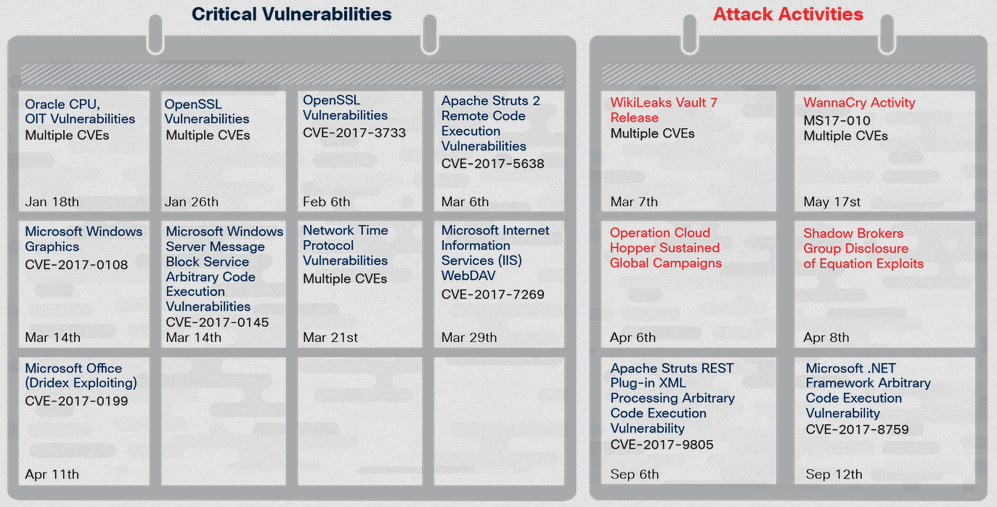 Critical Vulnerabilities
Oracle CPU,
OIT Vulnerabilities
Multiple CVEs
Jan 18th
OpenSSL
Vulnerabilities
Multiple CVEs
Jan 26th
OpenSSL
Vulnerabilities
CVE-2017-3733
Feb 6th
Apache Struts 2
Remote Code
Execution
Vulnerabilities
CVE-2017-5638
Mar 6th
Microsoft Windows
Graphics
CVE-2017-0108
Mar 14th
Microsoft Windows
Server Message
Block Service
Arbitrary Code
Execution
Vulnerabilities
CVE-2017-0145
Mar 14th
Network Time
Protocol
Vulnerabilities
Multiple CVEs
Mar 21st
Microsoft Internet
Information
Services (IIS)
WebDAV
CVE-2017-7269
Mar 29th
Microsoft Office
(Dridex Exploiting)
CVE-2017-0199
Apr 11th
Attack Activities
WikiLeaks Vault 7
Release
Multiple CVEs
Mar 7th
WannaCry Activity
MS17-010
Multiple CVEs
May 17st
Operation Cloud
Hopper Sustained
Global Campaigns
Apr 6th
Shadow Brokers
Group Disclosure
of Equation Exploits
Apr 8th
Apache Struts REST
Plug-in XML
Processing Arbitrary
Code Execution
Vulnerability
CVE-2017-9805
Sep 6th
Microsoft .NET
Framework Arbitrary
Code Execution
Vulnerability
CVE-2017-8759
Sep 12th